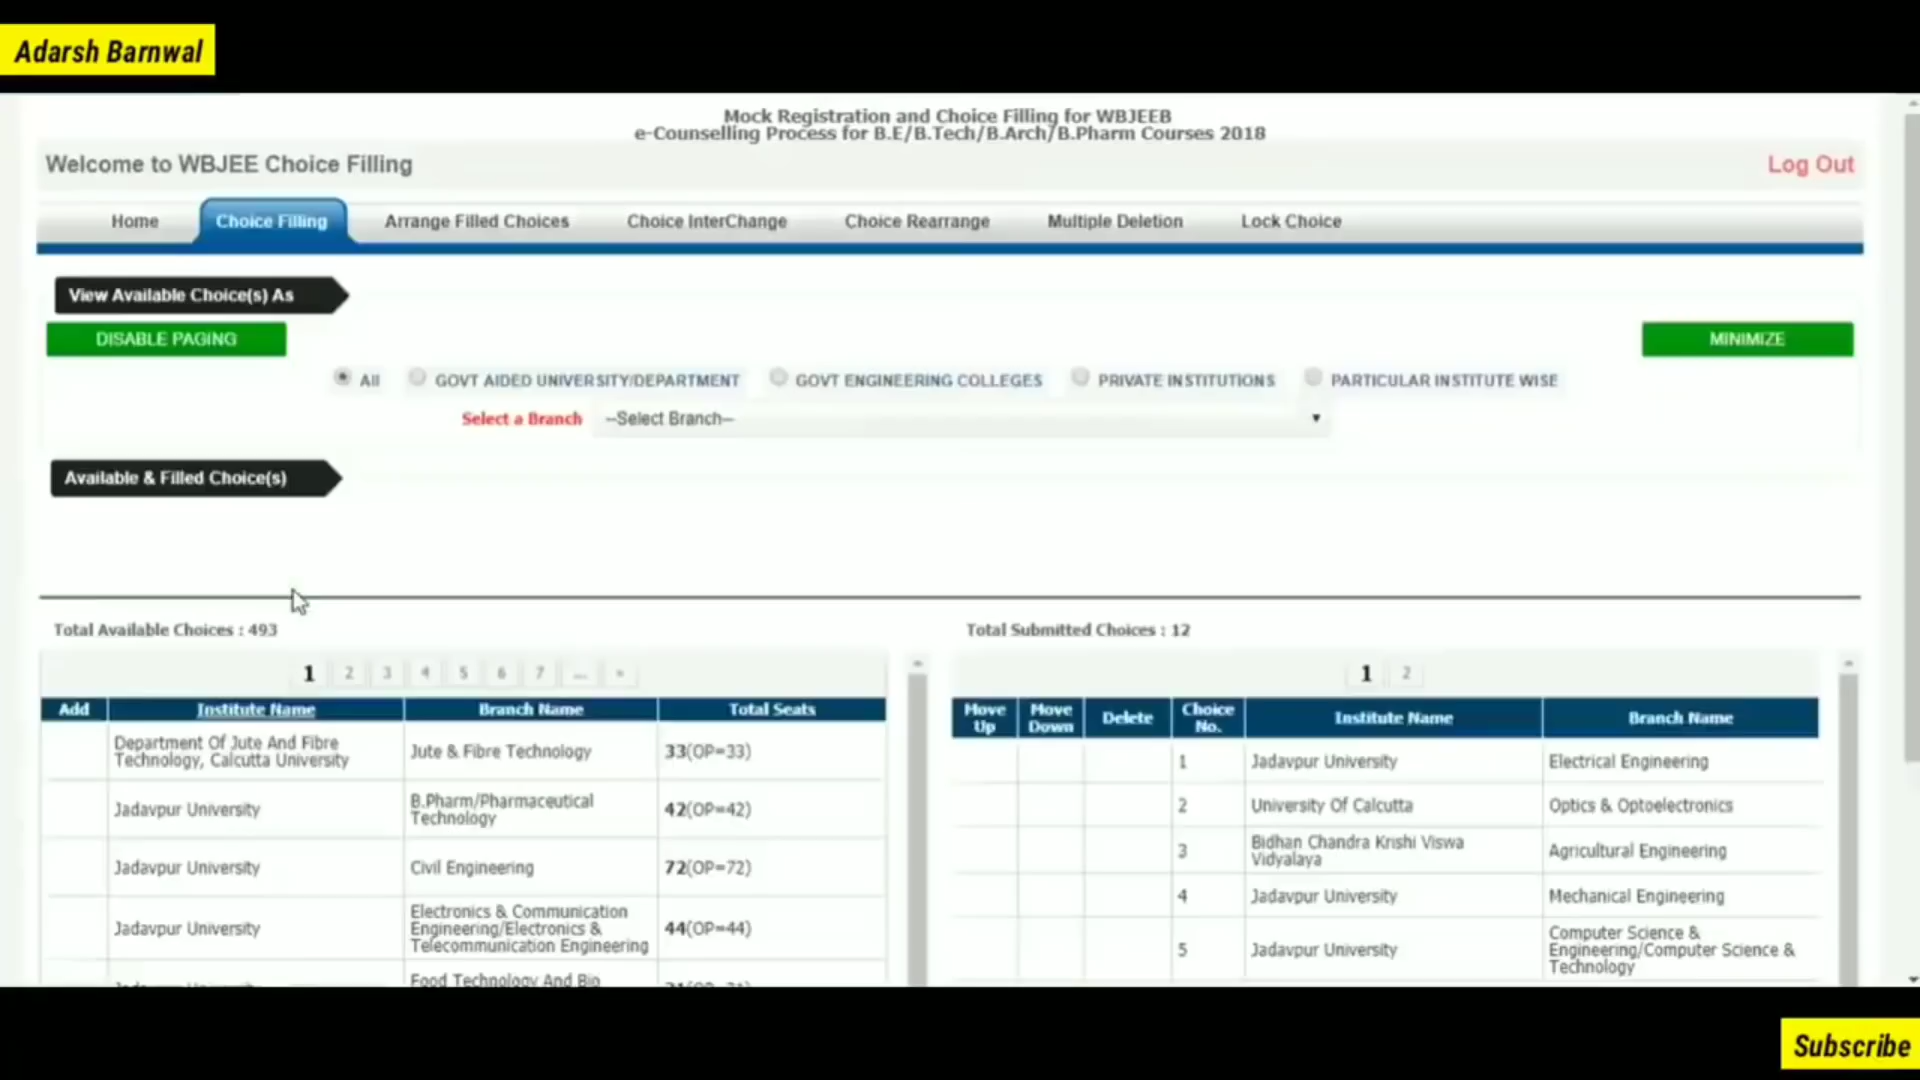 Adarsh Barnwal
Mock Registration and Choice Filling for WBJEEB
e-Counselling Process for B.E/B.Tech/B.Arch/B.Pharm Courses 2018
Welcome to WBJEE Choice Filling
Log Out
Home
Choice Filling
Arrange Filled Choices
Choice InterChange
Choice Rearrange
Multiple Deletion
Lock Choice
View Available Choice(s) As
DISABLE PAGING
MINIMIZE
All
GOVT AIDED UNIVERSITY/DEPARTMENT
GOVT ENGINEERING COLLEGES
PRIVATE INSTITUTIONS
PARTICULAR INSTITUTE WISE
Select a Branch
--Select Branch--
Available & Filled Choice(s)
Total Available Choices : 493
1 2 3 4 5 6 7 ... »
Add
Institute Name
Branch Name
Total Seats
Department Of Jute And Fibre
Technology, Calcutta University
Jute & Fibre Technology
33(OP=33)
Jadavpur University
B.Pharm/Pharmaceutical
Technology
42(OP=42)
Jadavpur University
Civil Engineering
72(OP=72)
Jadavpur University
Electronics & Communication
Engineering/Electronics &
Telecommunication Engineering
44(OP=44)
Food Technology And Bio
Total Submitted Choices : 12
1 2
Move
Up
Move
Down
Delete
Choice
No.
Institute Name
Branch Name
1
Jadavpur University
Electrical Engineering
2
University Of Calcutta
Optics & Optoelectronics
3
Bidhan Chandra Krishi Viswa
Vidyalaya
Agricultural Engineering
4
Jadavpur University
Mechanical Engineering
5
Jadavpur University
Computer Science &
Engineering/Computer Science &
Technology
Subscribe